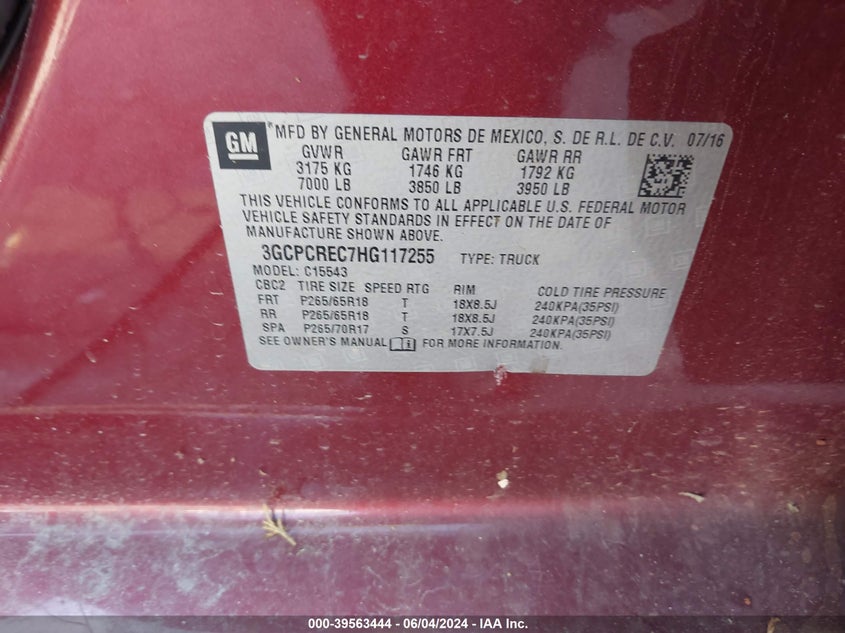 GM
*MFD BY GENERAL MOTORS DE MEXICO, S. DE R.L. DE C.V. 07/16
GVWR GAWR FRT GAWR RR
3175 KG 1746 KG 1792 KG
7000 LB 3850 LB 3950 LB
THIS VEHICLE CONFORMS TO ALL APPLICABLE U.S. FEDERAL MOTOR
VEHICLE SAFETY STANDARDS IN EFFECT ON THE DATE OF
MANUFACTURE SHOWN ABOVE.
3GCPCREC7HG117255 TYPE: TRUCK
MODEL: C15543
CBC2 TIRE SIZE SPEED RTG RIM COLD TIRE PRESSURE
FRT P265/65R18 T 18X8.5J 240KPA(35PSI)
RR P265/65R18 T 18X8.5J 240KPA(35PSI)
SPA P265/70R17 S 17X7.5J 240KPA(35PSI)
SEE OWNER'S MANUAL i FOR MORE INFORMATION.
000-39563444 - 06/04/2024 - IAA Inc.